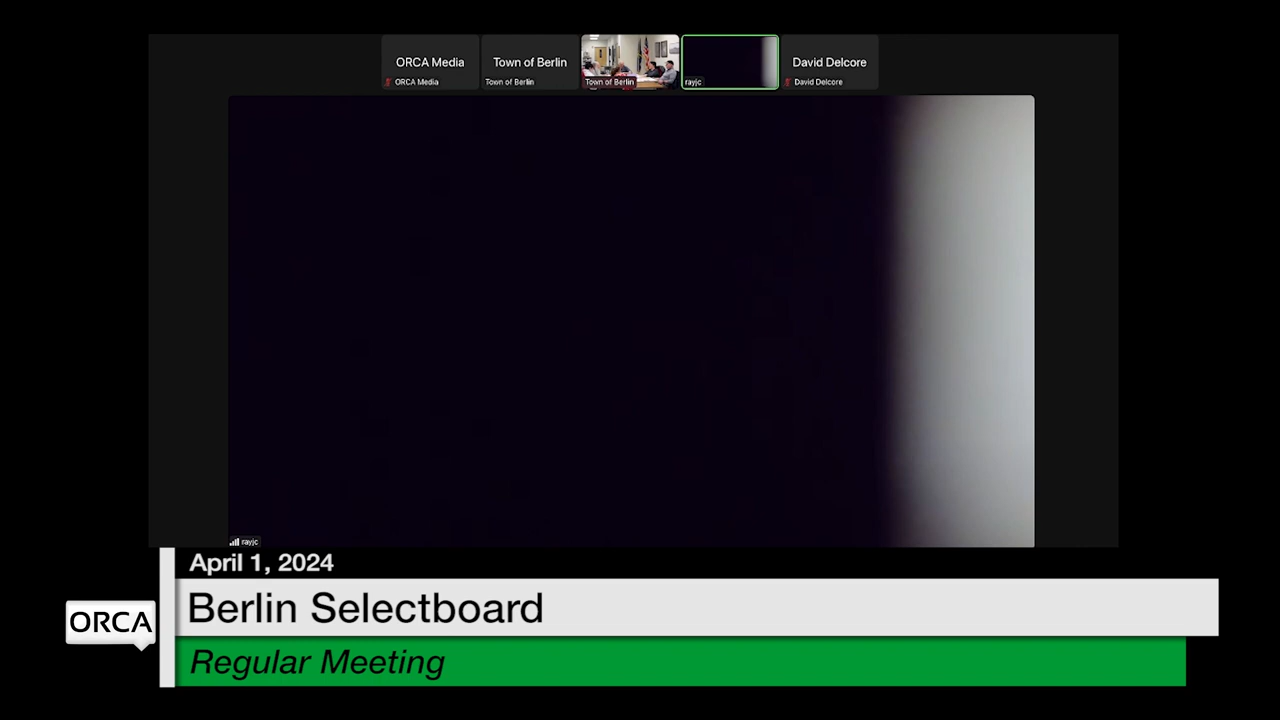 ORCA Media
Town of Berlin
David Delcore
ORCA Media
Town of Berlin
Town of Berlin
rayjc
David Delcore
rayjc
April 1, 2024
Berlin Selectboard
ORCA
Regular Meeting